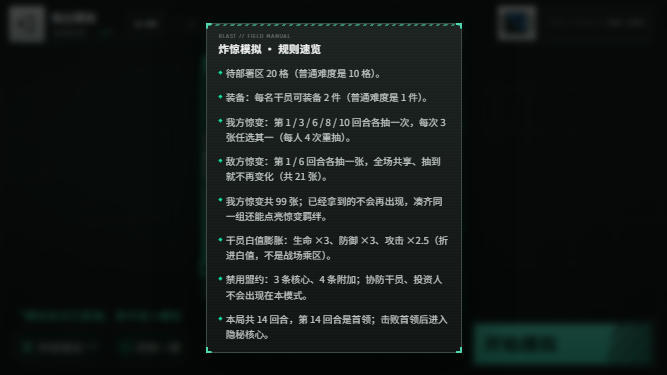 BLAST // FIELD MANUAL
炸惊模拟 · 规则速览
待部署区 20 格（普通难度是 10 格）。
装备：每名干员可装备 2 件（普通难度是 1 件）。
我方惊变：第 1 / 3 / 6 / 8 / 10 回合各抽一次，每次 3
张任选其一（每人 4 次重抽）。
敌方惊变：第 1 / 6 回合各抽一张，全场共享、抽到
就不再变化（共 21 张）。
我方惊变共 99 张；已经拿到的不会再出现，凑齐同
一组还能点亮惊变羁绊。
干员白值膨胀：生命 ×3、防御 ×3、攻击 ×2.5（折
进白值，不是战场乘区）。
禁用盟约：3 条核心、4 条附加；协防干员、投资人
不会出现在本模式。
本局共 14 回合，第 14 回合是首领；击败首领后进入
隐秘核心。